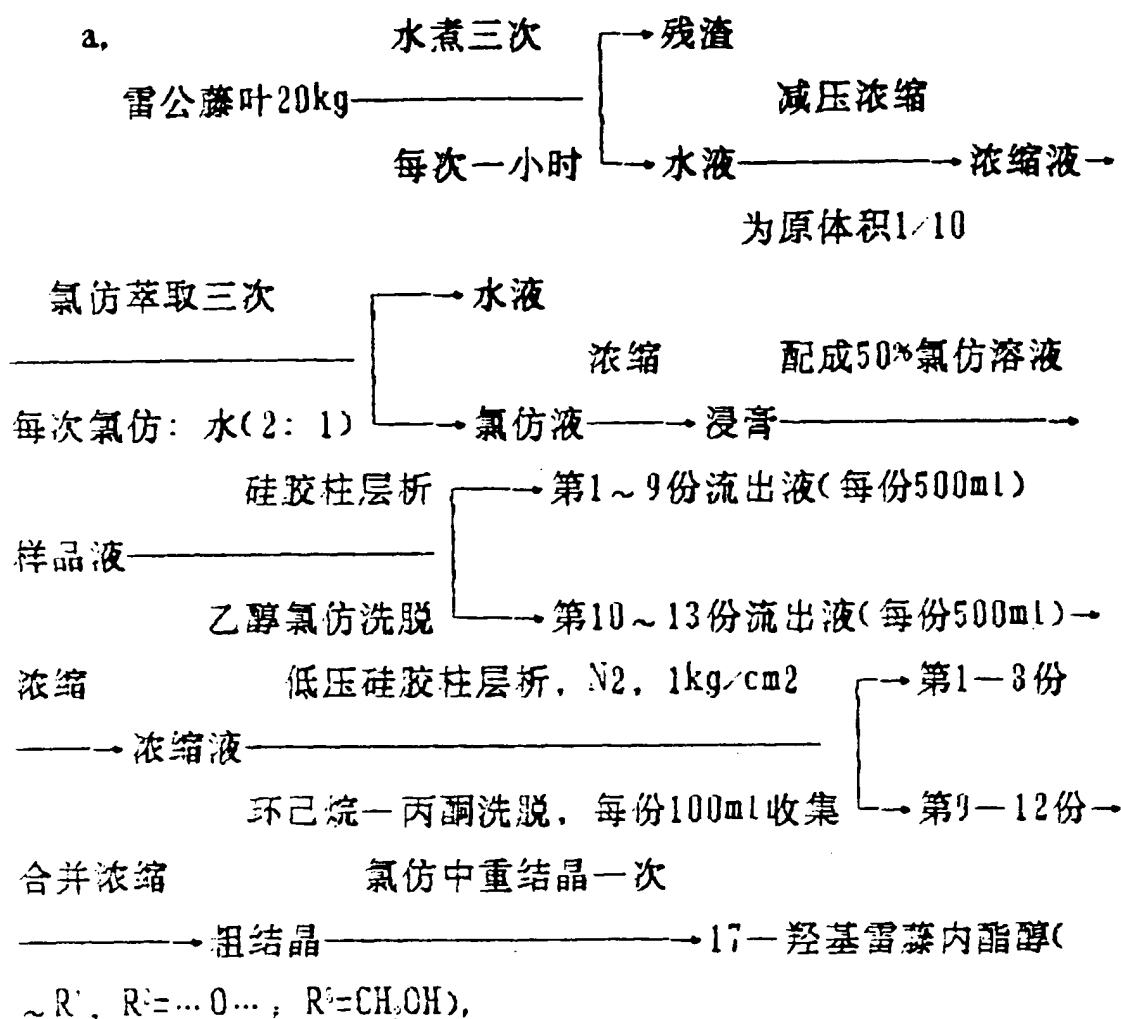 a. 水煮三次 → 残渣
雷公藤叶20kg 减压浓缩
每次一小时 → 水液 → 浓缩液 →
为原体积1/10
氯仿萃取三次 → 水液
浓缩 配成50%氯仿溶液
每次氯仿: 水(2: 1) → 氯仿液 → 浸膏 →
硅胶柱层析 → 第1~9份流出液(每份500ml)
样品液
乙醇氯仿洗脱 → 第10~13份流出液(每份500ml) →
浓缩 低压硅胶柱层析, N2, 1kg/cm2 → 第1-8份
→ 浓缩液
环己烷-丙酮洗脱, 每份100ml收集 → 第9-12份 →
合并浓缩 氯仿中重结晶一次
→ 粗结晶 → 17-羟基雷藤内酯醇(
=…O…; =CH₂OH),